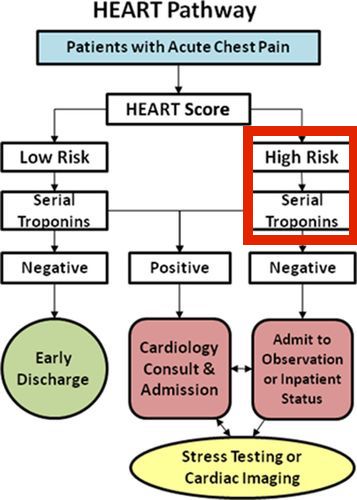 HEART Pathway
Patients with Acute Chest Pain
HEART Score
Low Risk
High Risk
Serial
Troponins
Serial
Troponins
Negative
Positive
Negative
Early
Discharge
Cardiology
Consult &
Admission
Admit to
Observation
or Inpatient
Status
Stress Testing or
Cardiac Imaging